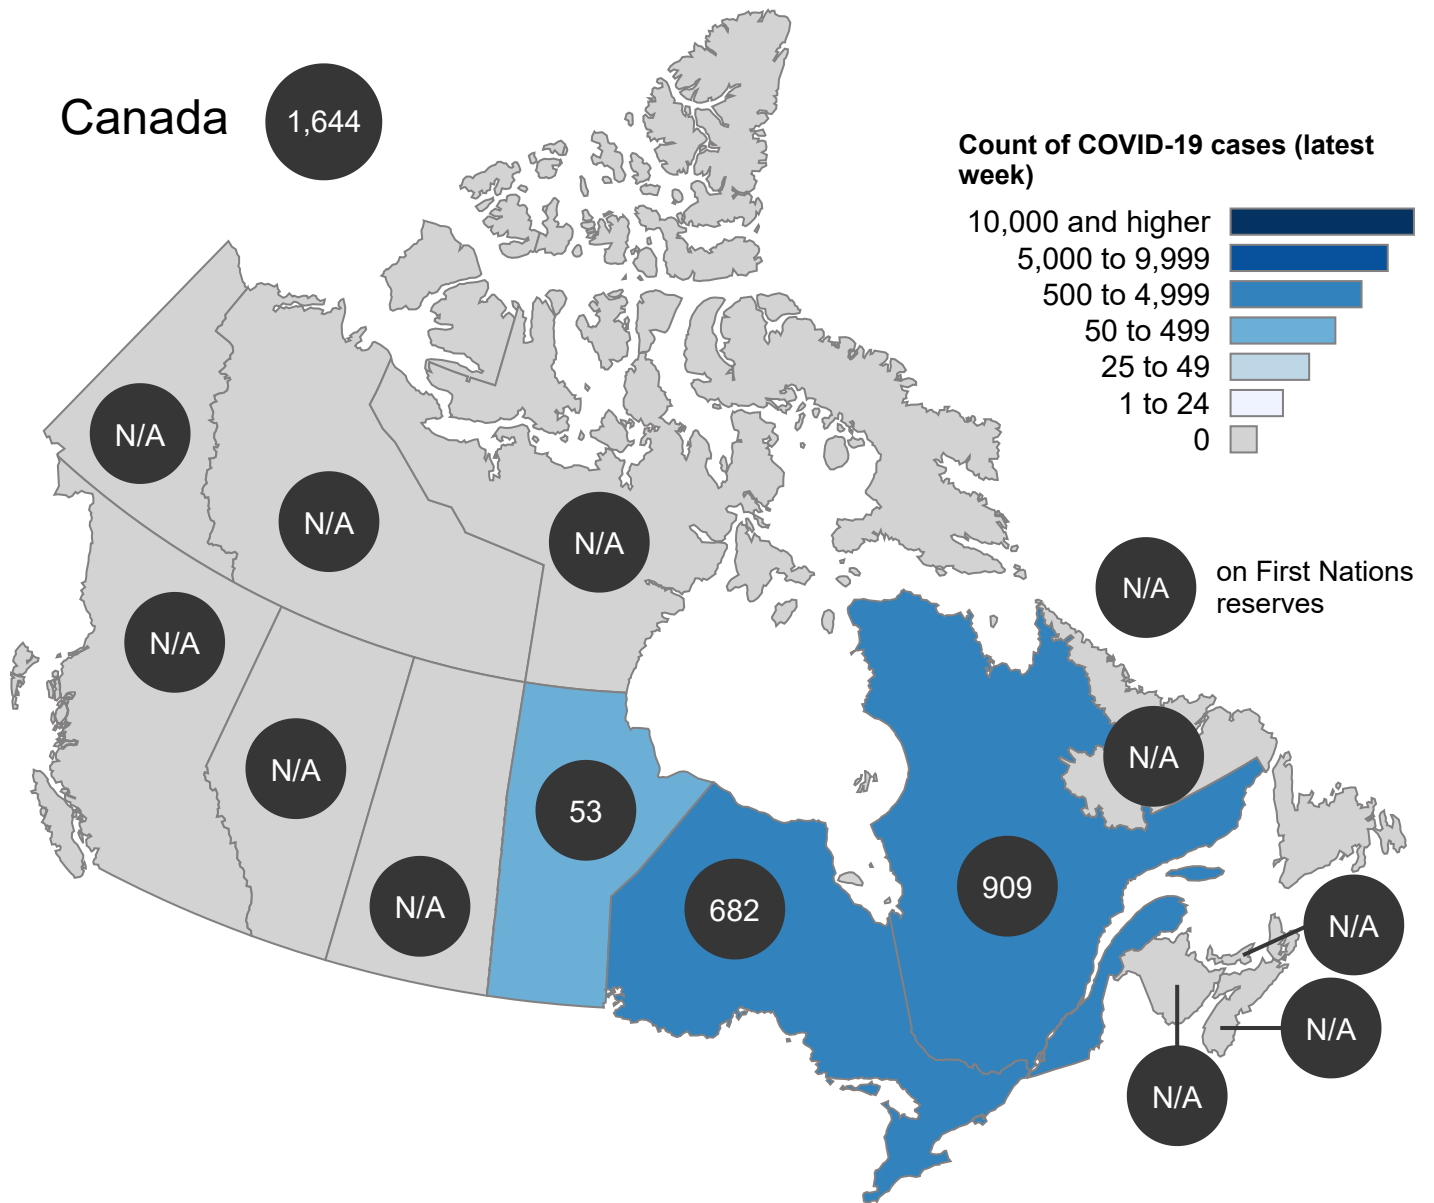 Canada
1,644
Count of COVID-19 cases (latest
week)
10,000 and higher
5,000 to 9,999
500 to 4,999
50 to 499
25 to 49
1 to 24
0
N/A
N/A
N/A
N/A
on First Nations
reserves
N/A
N/A
N/A
53
N/A
682
909
N/A
N/A
N/A